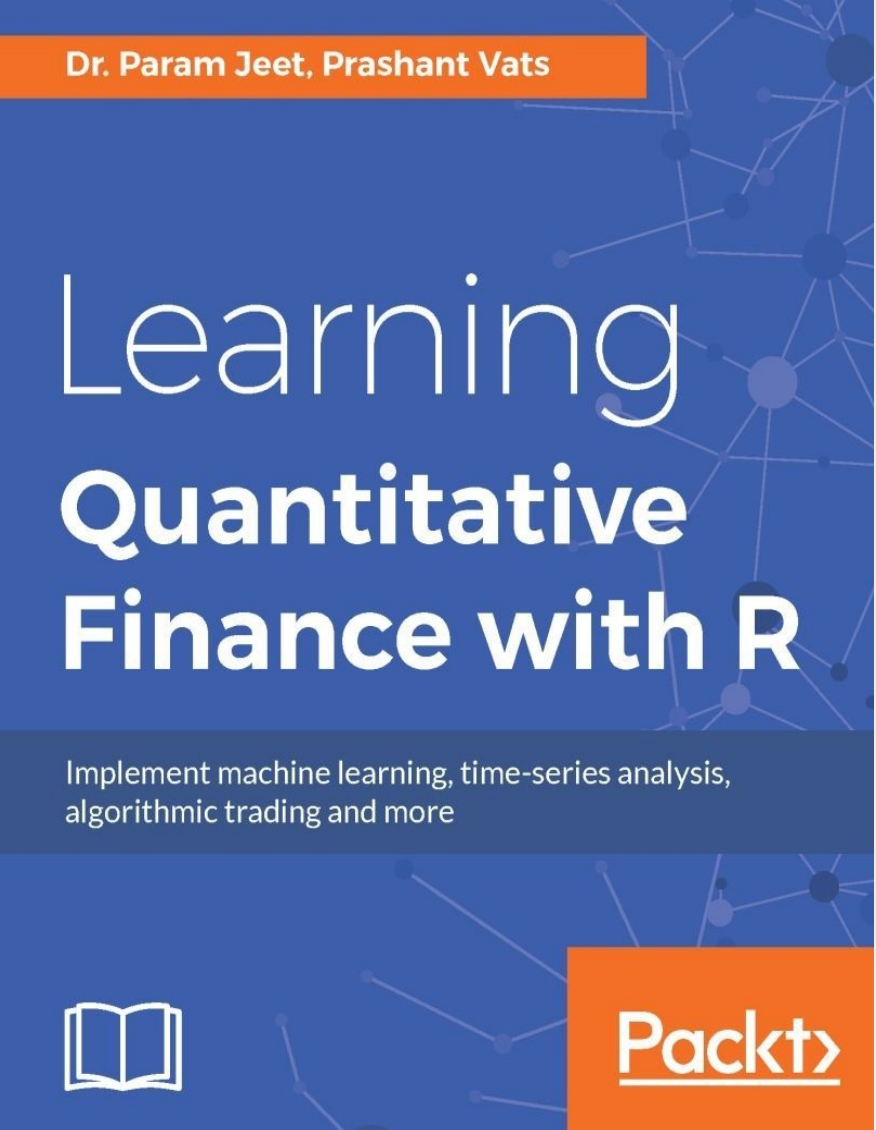 Dr. Param Jeet, Prashant Vats
Learning
Quantitative
Finance with R
Implement machine learning, time-series analysis,
algorithmic trading and more
Packt>